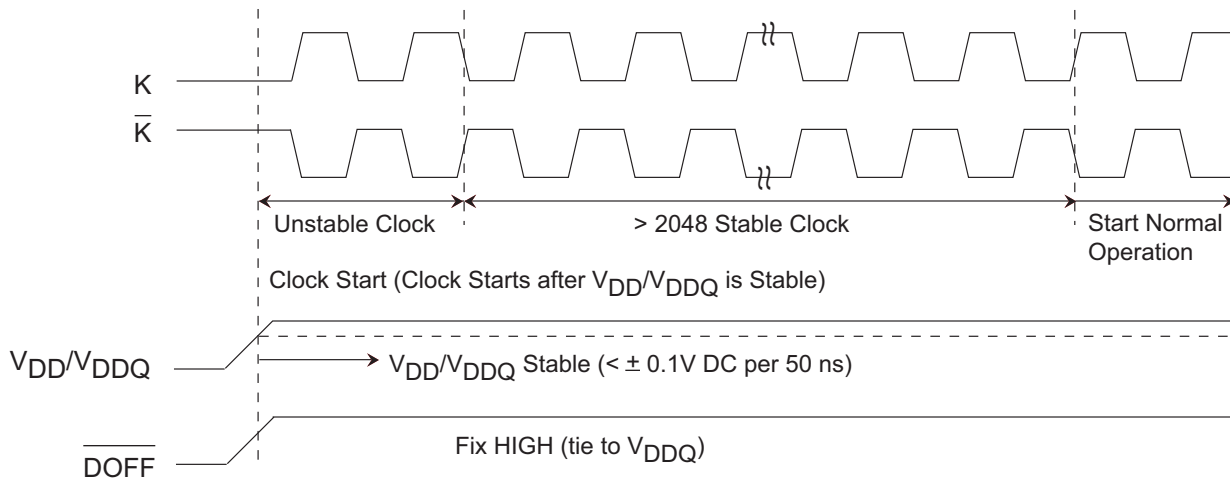 K
K̅
Unstable Clock
> 2048 Stable Clock
Start Normal
Operation
Clock Start (Clock Starts after VDD/VDDQ is Stable)
VDD/VDDQ
VDD/VDDQ Stable (< ± 0.1V DC per 50 ns)
Fix HIGH (tie to VDDQ)
D̅O̅F̅F̅